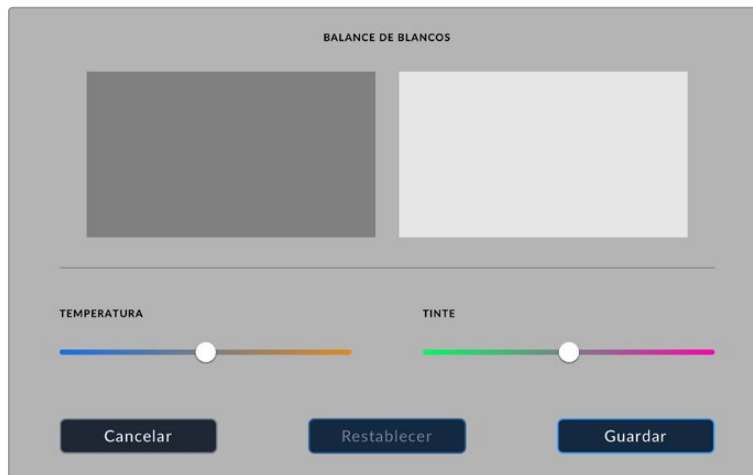 BALANCE DE BLANCOS
TEMPERATURA
TINTE
Cancelar
Restablecer
Guardar